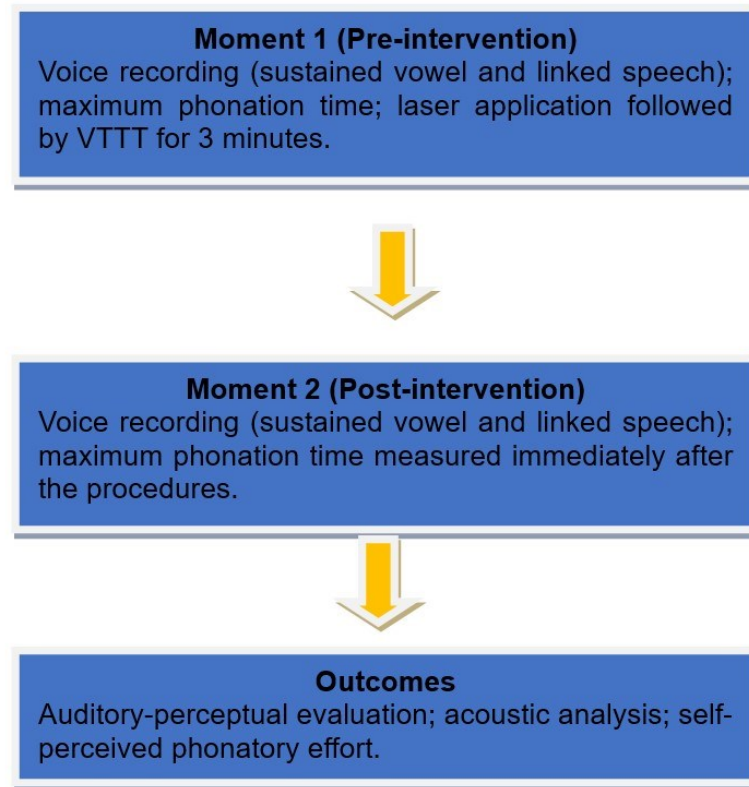 Moment 1 (Pre-intervention)
Voice recording (sustained vowel and linked speech);
maximum phonation time; laser application followed
by VTTT for 3 minutes.
Moment 2 (Post-intervention)
Voice recording (sustained vowel and linked speech);
maximum phonation time measured immediately after
the procedures.
Outcomes
Auditory-perceptual evaluation; acoustic analysis; self-
perceived phonatory effort.